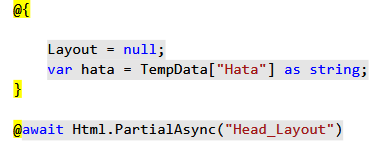 @{
Layout = null;
var hata = TempData["Hata"] as string;
}
@await Html.PartialAsync("Head_Layout")